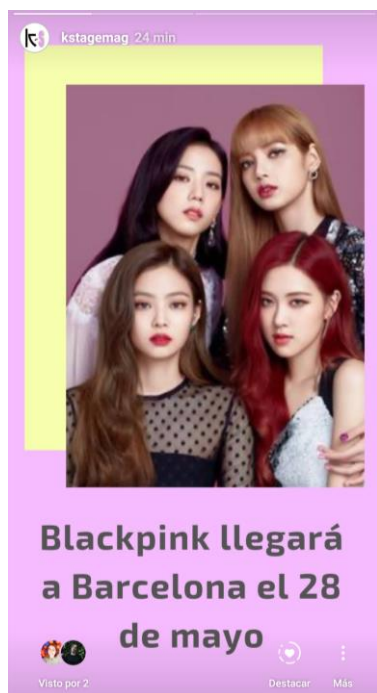 kstagemag 24 min
Blackpink llegará
a Barcelona el 28
de mayo
Visto por 2
Destacar
Más